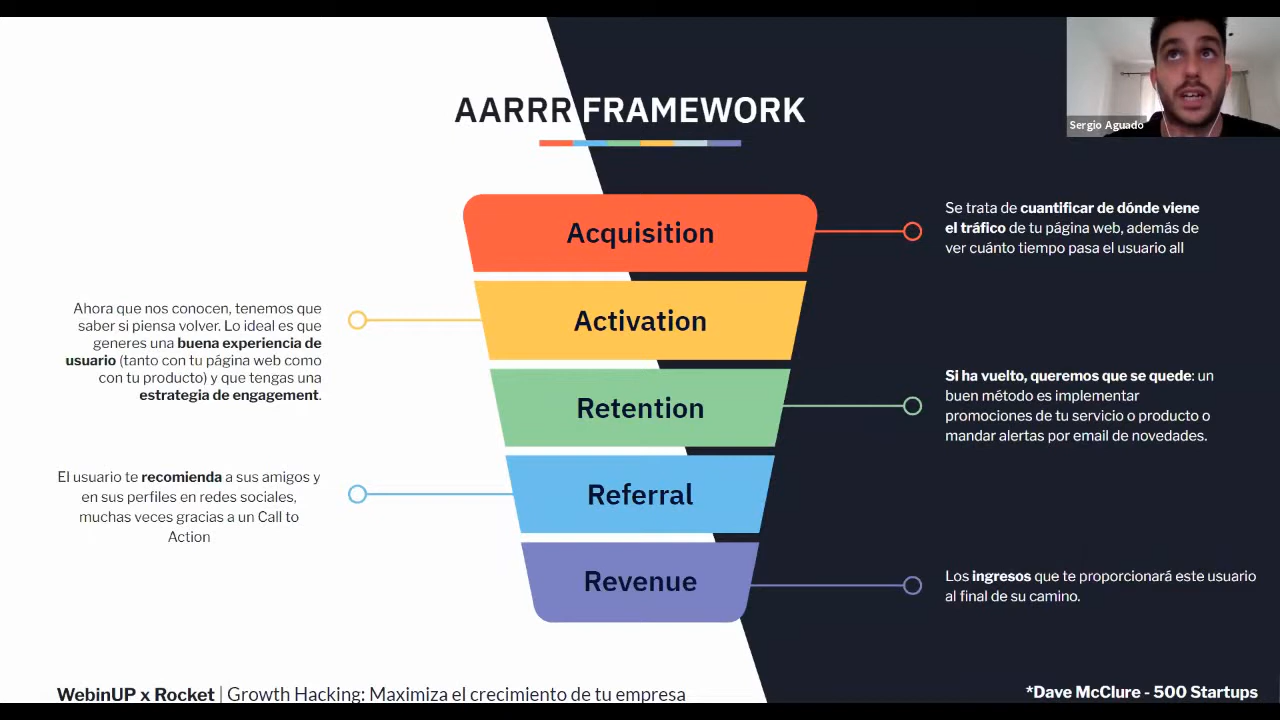 AARRR FRAMEWORK
Sergio Aguado
Acquisition
Se trata de cuantificar de dónde viene
el tráfico de tu página web, además de
ver cuánto tiempo pasa el usuario all
Activation
Ahora que nos conocen, tenemos que
saber si piensa volver. Lo ideal es que
generes una buena experiencia de
usuario (tanto con tu página web como
con tu producto) y que tengas una
estrategia de engagement.
Retention
Si ha vuelto, queremos que se quede: un
buen método es implementar
promociones de tu servicio o producto o
mandar alertas por email de novedades.
Referral
El usuario te recomienda a sus amigos y
en sus perfiles en redes sociales,
muchas veces gracias a un Call to
Action
Revenue
Los ingresos que te proporcionará este usuario
al final de su camino.
WebinUP x Rocket | Growth Hacking: Maximiza el crecimiento de tu empresa
*Dave McClure - 500 Startups